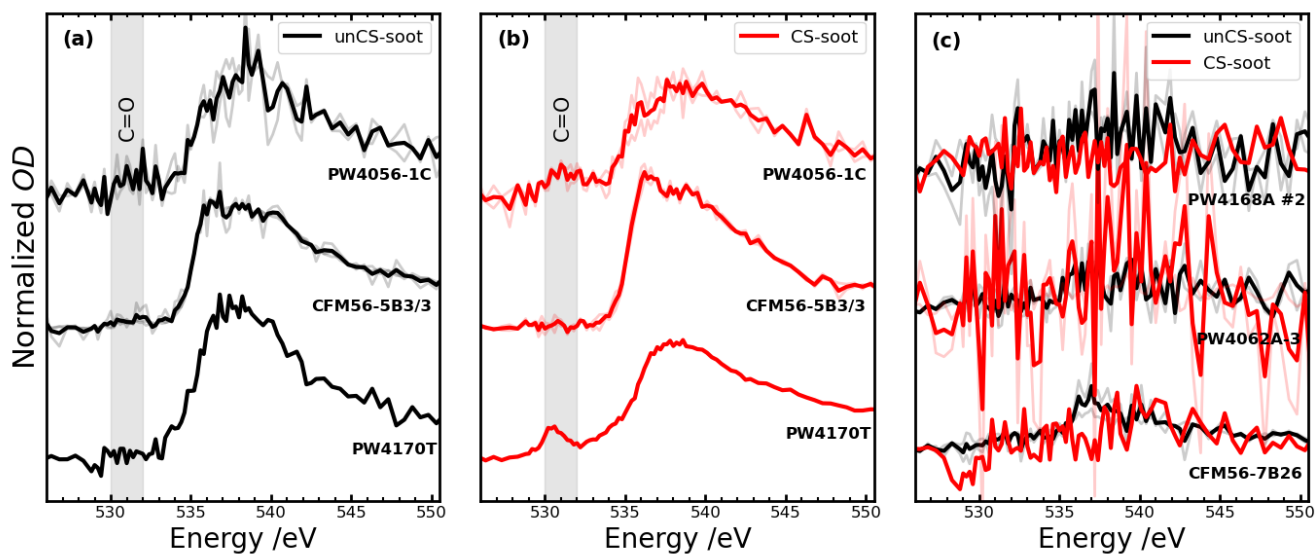 Normalized OD
(a)
unCS-soot
C=O
PW4056-1C
CFM56-5B3/3
PW4170T
530 535 540 545 550
Energy /eV
(b)
CS-soot
C=O
PW4056-1C
CFM56-5B3/3
PW4170T
530 535 540 545 550
Energy /eV
(c)
unCS-soot
CS-soot
PW4168A #2
PW4062A-3
CFM56-7B26
530 535 540 545 550
Energy /eV